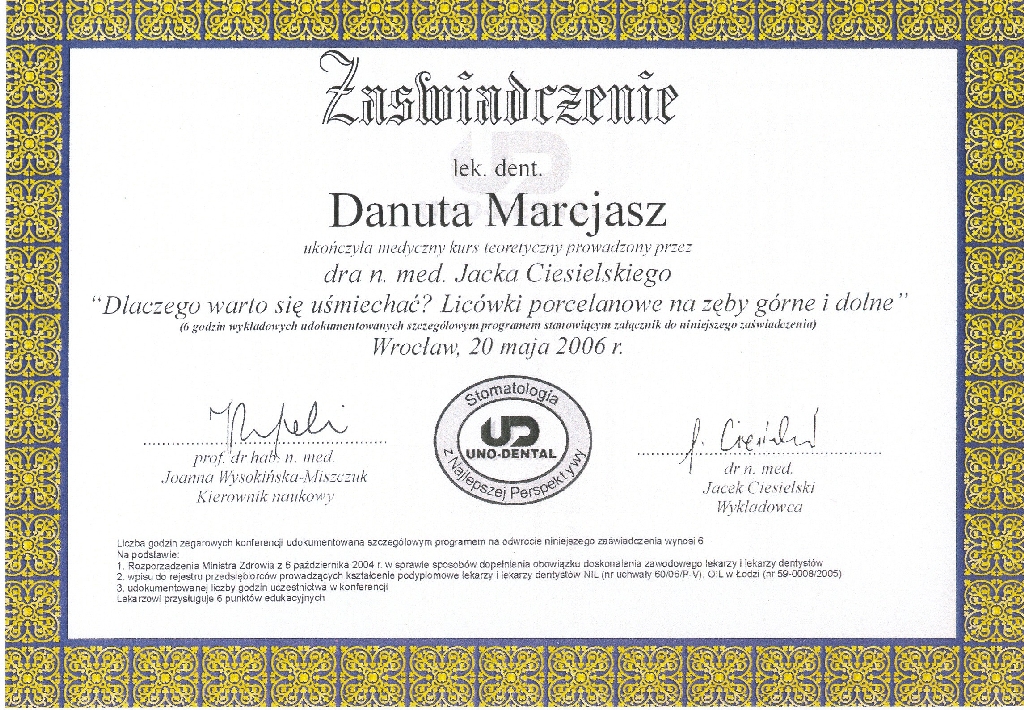 Zaświadczenie
lek. dent.
Danuta Marcjasz
ukończyła medyczny kurs teoretyczny prowadzony przez
dra n. med. Jacka Ciesielskiego
“Dlaczego warto się uśmiechać? Licówki porcelanowe na zęby górne i dolne”
(6 godzin wykładowych udokumentowanych szczegółowym programem stanowiącym załącznik do niniejszego zaświadczenia)
Wrocław, 20 maja 2006 r.
Stomatologia
UD
UNO-DENTAL
z Najlepszej Perspektywy
prof. dr hab. n. med.
Joanna Wysokińska-Miszczuk
Kierownik naukowy
J. Ciesielski
dr n. med.
Jacek Ciesielski
Wykładowca
Liczba godzin zegarowych konferencji udokumentowana szczegółowym programem na odwrocie niniejszego zaświadczenia wynosi 6
Na podstawie:
1. Rozporządzenia Ministra Zdrowia z 6 października 2004 r. w sprawie sposobów dopełnienia obowiązku doskonalenia zawodowego lekarzy i lekarzy dentystów
2. wpisu do rejestru przedsiębiorców prowadzących kształcenie podyplomowe lekarzy i lekarzy dentystów NIL (nr uchwały 60/05/P-V), OIL w Łodzi (nr 59-0006/2005)
3. udokumentowanej liczby godzin uczestnictwa w konferencji
Lekarzowi przysługuje 6 punktów edukacyjnych